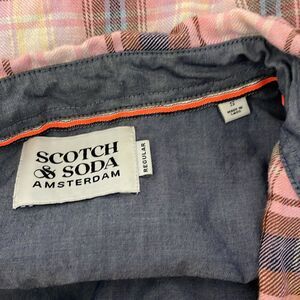 SCOTCH
& SODA
AMSTERDAM
REGULAR